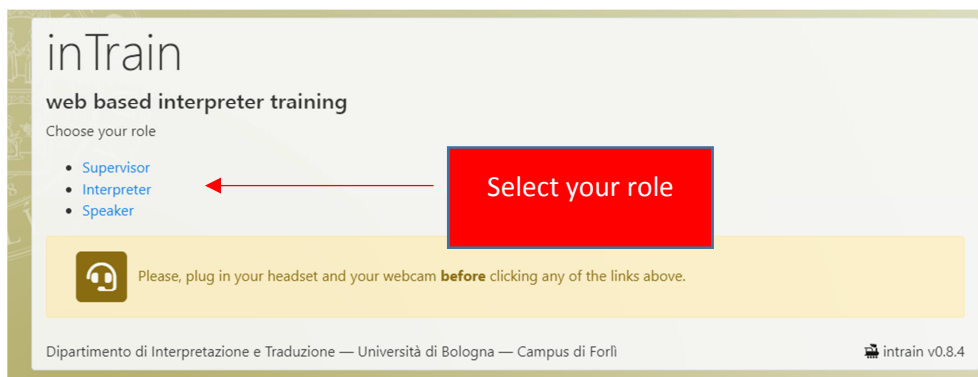 inTrain
web based interpreter training
Choose your role
Supervisor
Interpreter
Speaker
Select your role
Please, plug in your headset and your webcam before clicking any of the links above.
Dipartimento di Interpretazione e Traduzione — Università di Bologna — Campus di Forlì
intrain v0.8.4